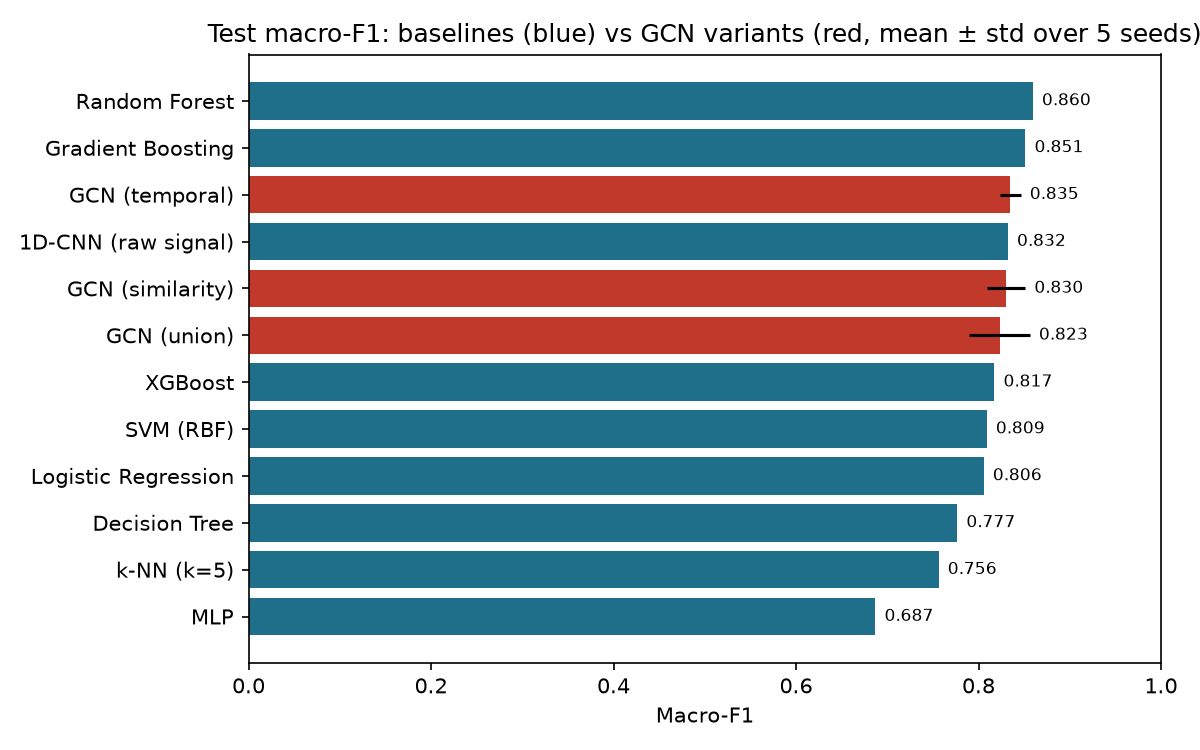 Test macro-F1: baselines (blue) vs GCN variants (red, mean ± std over 5 seeds)
Random Forest 0.860
Gradient Boosting 0.851
GCN (temporal) 0.835
1D-CNN (raw signal) 0.832
GCN (similarity) 0.830
GCN (union) 0.823
XGBoost 0.817
SVM (RBF) 0.809
Logistic Regression 0.806
Decision Tree 0.777
k-NN (k=5) 0.756
MLP 0.687
0.0 0.2 0.4 0.6 0.8 1.0
Macro-F1